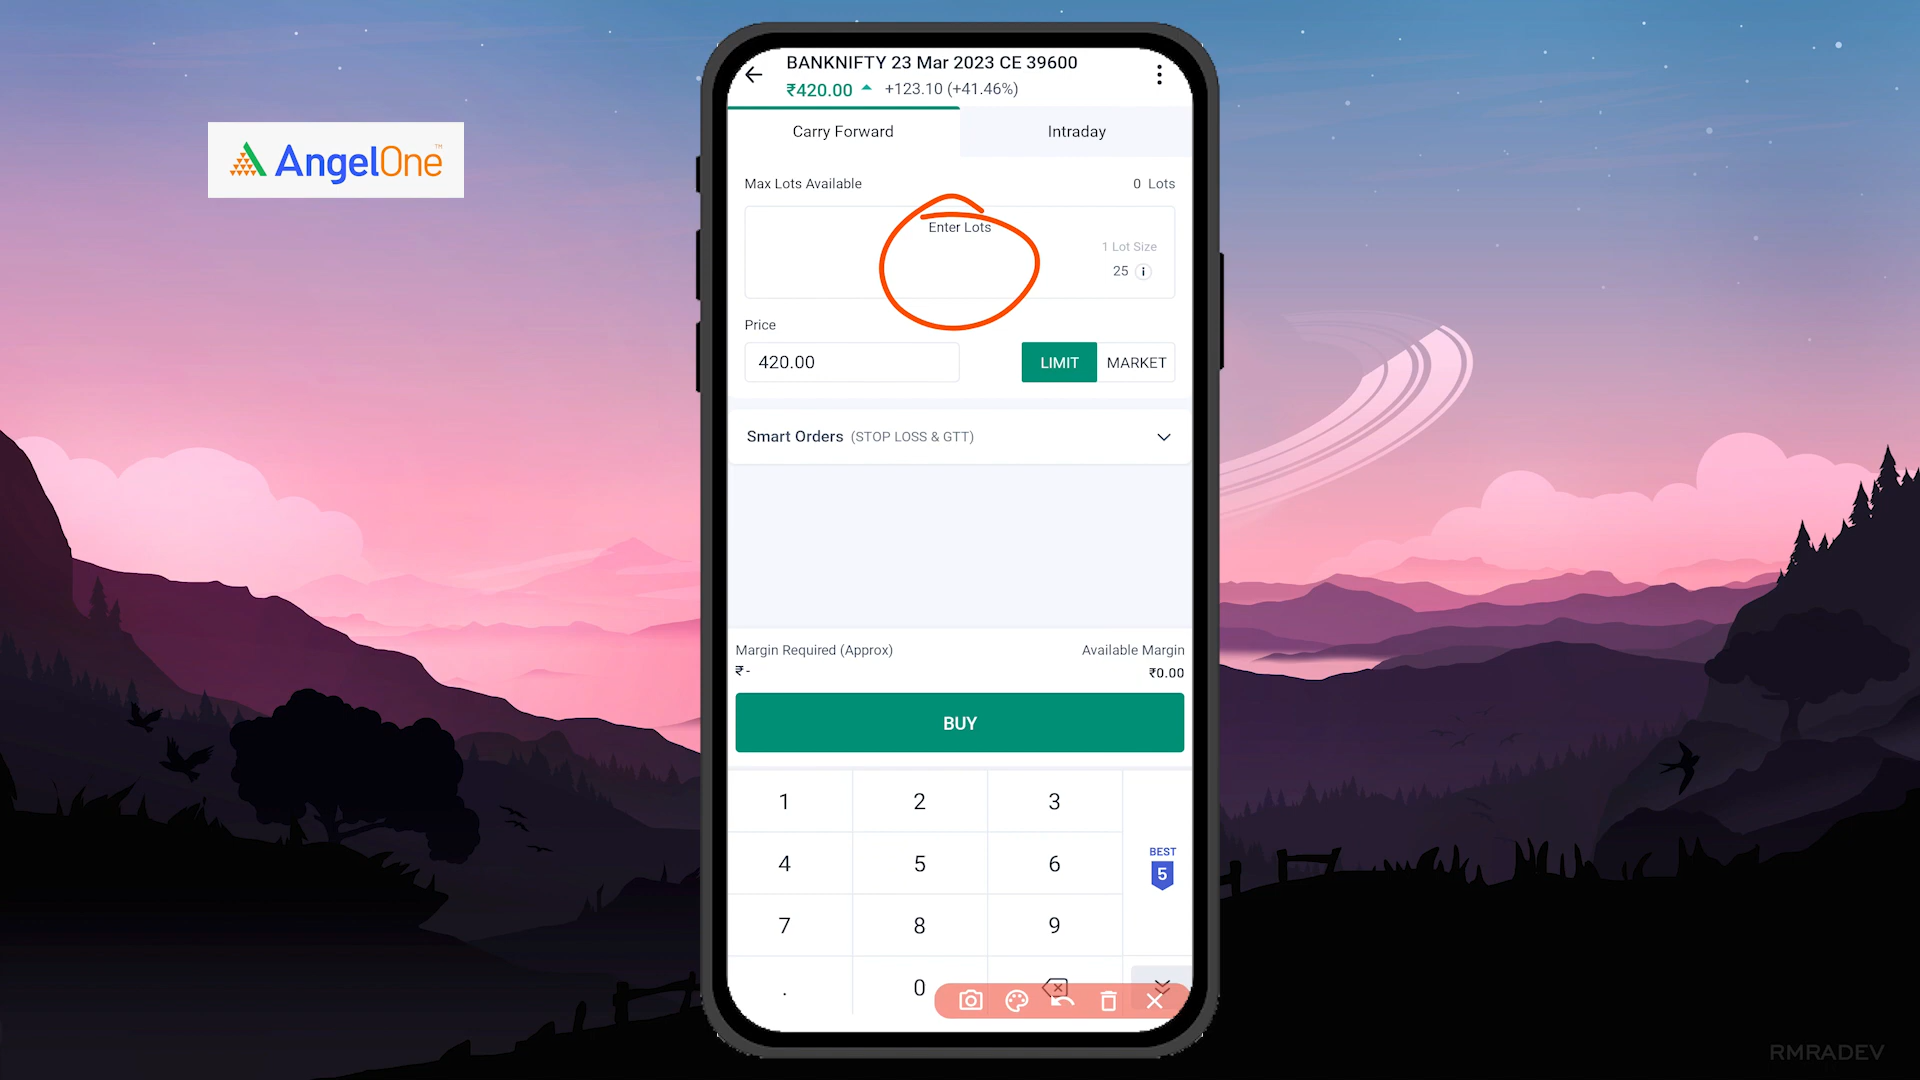 AngelOne™
BANKNIFTY 23 Mar 2023 CE 39600
₹420.00 +123.10 (+41.46%)
Carry Forward Intraday
Max Lots Available 0 Lots
Enter Lots
1 Lot Size
25 i
Price
420.00 LIMIT MARKET
Smart Orders (STOP LOSS & GTT)
Margin Required (Approx) Available Margin
₹- ₹0.00
BUY
1 2 3
4 5 6
BEST
5
7 8 9
. 0
RMRADEV